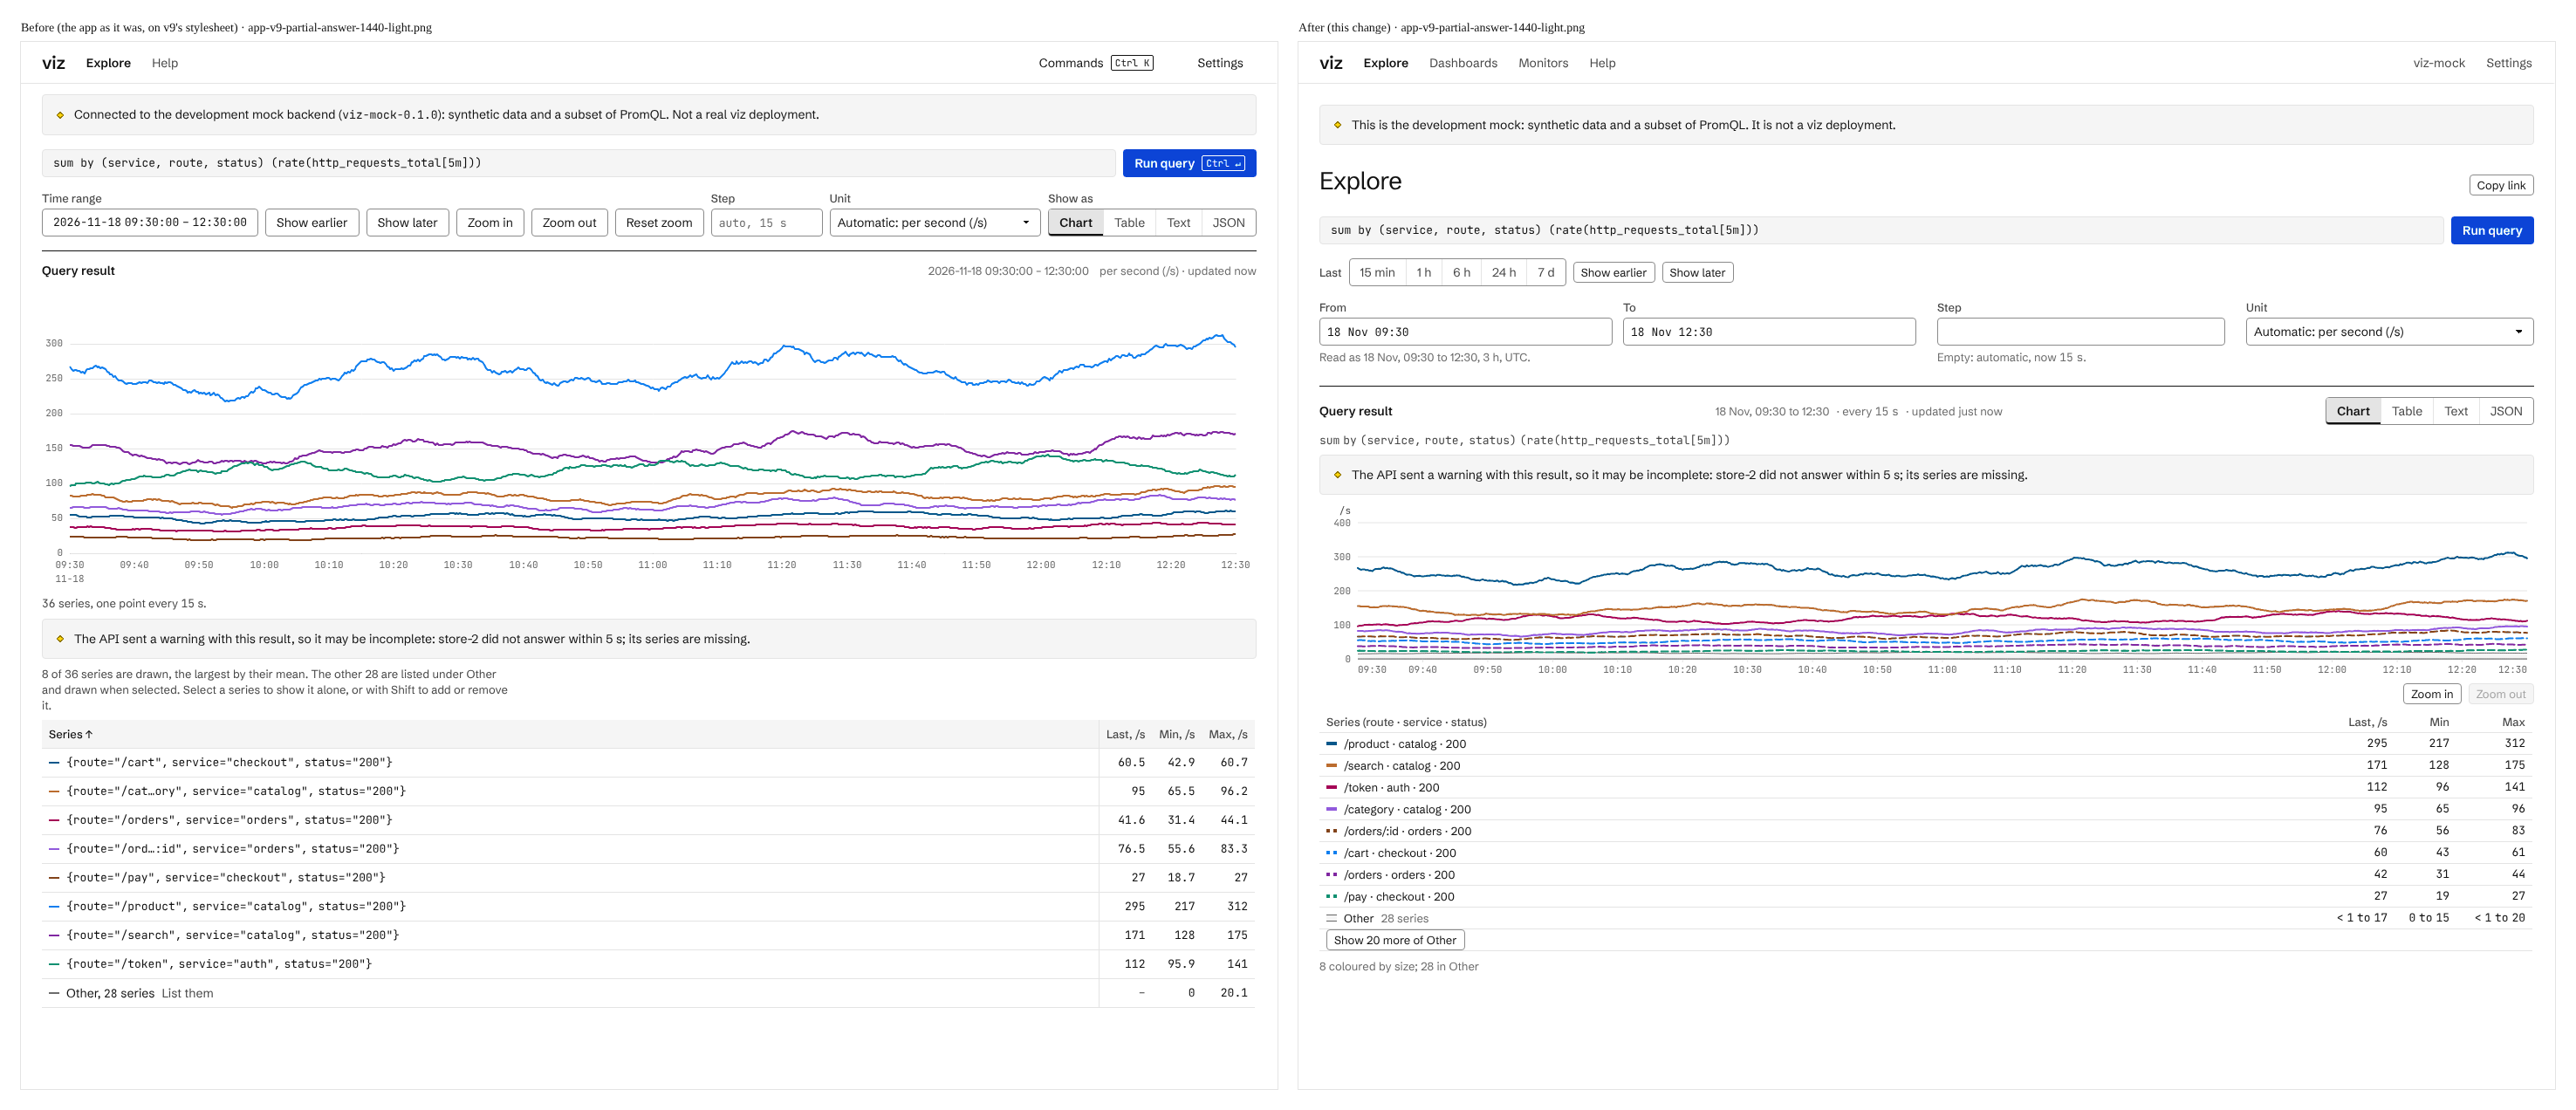 Before (the app as it was, on v9's stylesheet) · app-v9-partial-answer-1440-light.png
viz Explore Help Commands Ctrl K Settings
Connected to the development mock backend (viz-mock-0.1.0): synthetic data and a subset of PromQL. Not a real viz deployment.
sum by (service, route, status) (rate(http_requests_total[5m])) Run query Ctrl ↵
Time range Step Unit Show as
2026-11-18 09:30:00 – 12:30:00 Show earlier Show later Zoom in Zoom out Reset zoom auto, 15 s Automatic: per second (/s) Chart Table Text JSON
Query result 2026-11-18 09:30:00 – 12:30:00 per second (/s) · updated now
300
250
200
150
100
50
0
09:30 09:40 09:50 10:00 10:10 10:20 10:30 10:40 10:50 11:00 11:10 11:20 11:30 11:40 11:50 12:00 12:10 12:20 12:30
11-18
36 series, one point every 15 s.
The API sent a warning with this result, so it may be incomplete: store-2 did not answer within 5 s; its series are missing.
8 of 36 series are drawn, the largest by their mean. The other 28 are listed under Other
and drawn when selected. Select a series to show it alone, or with Shift to add or remove
it.
Series ↑ Last, /s Min, /s Max, /s
{route="/cart", service="checkout", status="200"} 60.5 42.9 60.7
{route="/cat…ory", service="catalog", status="200"} 95 65.5 96.2
{route="/orders", service="orders", status="200"} 41.6 31.4 44.1
{route="/ord…:id", service="orders", status="200"} 76.5 55.6 83.3
{route="/pay", service="checkout", status="200"} 27 18.7 27
{route="/product", service="catalog", status="200"} 295 217 312
{route="/search", service="catalog", status="200"} 171 128 175
{route="/token", service="auth", status="200"} 112 95.9 141
Other, 28 series List them – 0 20.1
After (this change) · app-v9-partial-answer-1440-light.png
viz Explore Dashboards Monitors Help viz-mock Settings
This is the development mock: synthetic data and a subset of PromQL. It is not a viz deployment.
Explore Copy link
sum by (service, route, status) (rate(http_requests_total[5m])) Run query
Last 15 min 1 h 6 h 24 h 7 d Show earlier Show later
From To Step Unit
18 Nov 09:30 18 Nov 12:30 Automatic: per second (/s)
Read as 18 Nov, 09:30 to 12:30, 3 h, UTC. Empty: automatic, now 15 s.
Query result 18 Nov, 09:30 to 12:30 · every 15 s · updated just now Chart Table Text JSON
sum by (service, route, status) (rate(http_requests_total[5m]))
The API sent a warning with this result, so it may be incomplete: store-2 did not answer within 5 s; its series are missing.
/s
400
300
200
100
0
09:30 09:40 09:50 10:00 10:10 10:20 10:30 10:40 10:50 11:00 11:10 11:20 11:30 11:40 11:50 12:00 12:10 12:20 12:30
Zoom in Zoom out
Series (route · service · status) Last, /s Min Max
/product · catalog · 200 295 217 312
/search · catalog · 200 171 128 175
/token · auth · 200 112 96 141
/category · catalog · 200 95 65 96
/orders/:id · orders · 200 76 56 83
/cart · checkout · 200 60 43 61
/orders · orders · 200 42 31 44
/pay · checkout · 200 27 19 27
Other 28 series < 1 to 17 0 to 15 < 1 to 20
Show 20 more of Other
8 coloured by size; 28 in Other